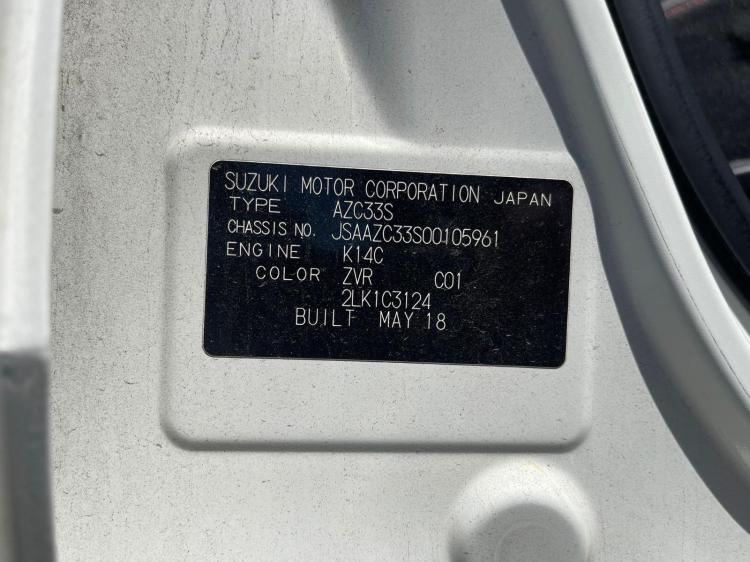 SUZUKI MOTOR CORPORATION JAPAN
TYPE AZC33S
CHASSIS NO. JSAAZC33S00105961
ENGINE K14C
COLOR ZVR C01
2LK1C3124
BUILT MAY 18